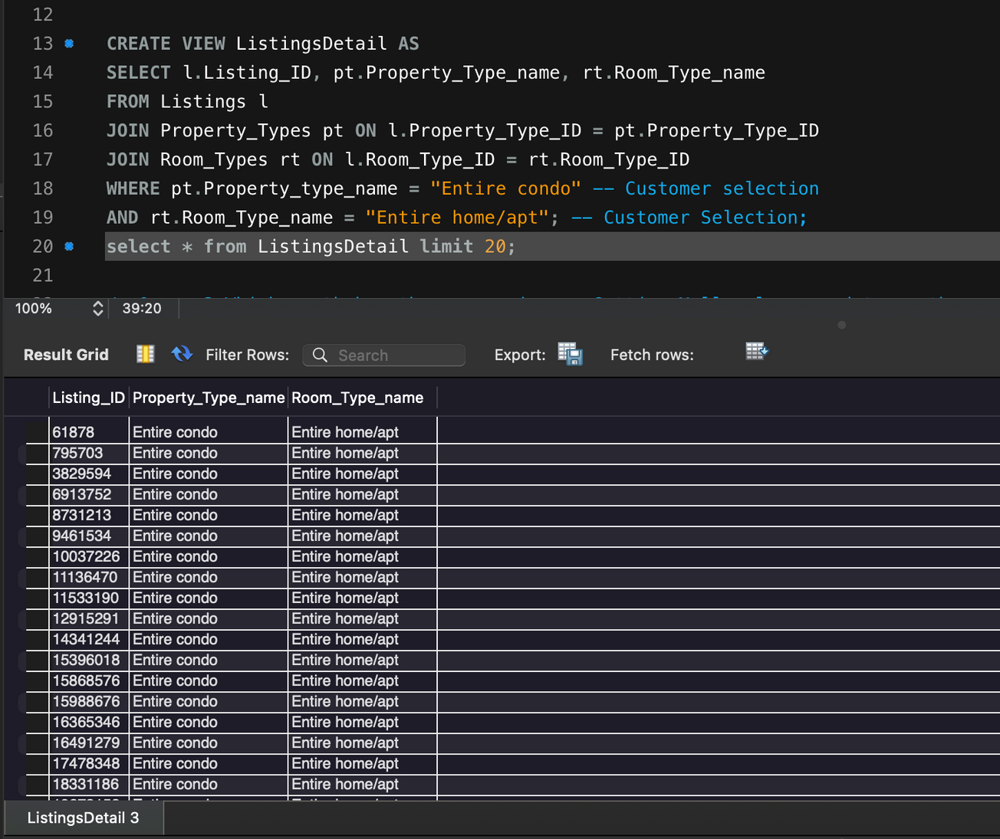 12
13 CREATE VIEW ListingsDetail AS
14 SELECT l.Listing_ID, pt.Property_Type_name, rt.Room_Type_name
15 FROM Listings l
16 JOIN Property_Types pt ON l.Property_Type_ID = pt.Property_Type_ID
17 JOIN Room_Types rt ON l.Room_Type_ID = rt.Room_Type_ID
18 WHERE pt.Property_type_name = "Entire condo" -- Customer selection
19 AND rt.Room_Type_name = "Entire home/apt"; -- Customer Selection;
20 select * from ListingsDetail limit 20;
21
100% 39:20
Result Grid Filter Rows: Search Export: Fetch rows:
Listing_ID Property_Type_name Room_Type_name
61878 Entire condo Entire home/apt
795703 Entire condo Entire home/apt
3829594 Entire condo Entire home/apt
6913752 Entire condo Entire home/apt
8731213 Entire condo Entire home/apt
9461534 Entire condo Entire home/apt
10037226 Entire condo Entire home/apt
11136470 Entire condo Entire home/apt
11533190 Entire condo Entire home/apt
12915291 Entire condo Entire home/apt
14341244 Entire condo Entire home/apt
15396018 Entire condo Entire home/apt
15868576 Entire condo Entire home/apt
15988676 Entire condo Entire home/apt
16365346 Entire condo Entire home/apt
16491279 Entire condo Entire home/apt
17478348 Entire condo Entire home/apt
18331186 Entire condo Entire home/apt
ListingsDetail 3